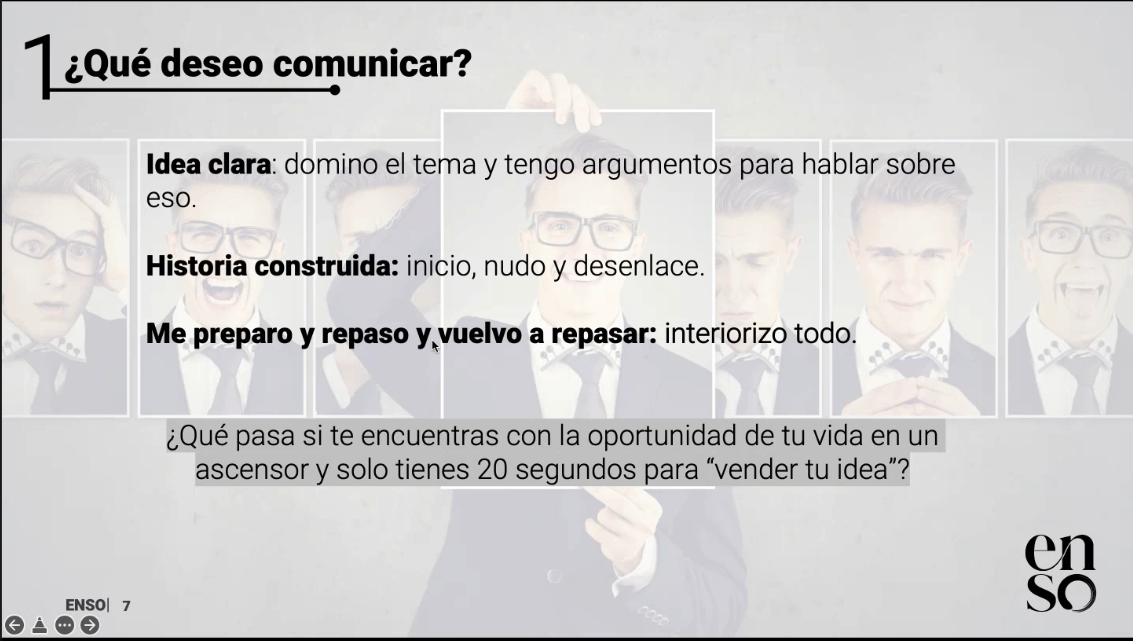 1 ¿Qué deseo comunicar?
Idea clara: domino el tema y tengo argumentos para hablar sobre
eso.
Historia construida: inicio, nudo y desenlace.
Me preparo y repaso y vuelvo a repasar: interiorizo todo.
¿Qué pasa si te encuentras con la oportunidad de tu vida en un
ascensor y solo tienes 20 segundos para “vender tu idea”?
en
so
ENSO| 7